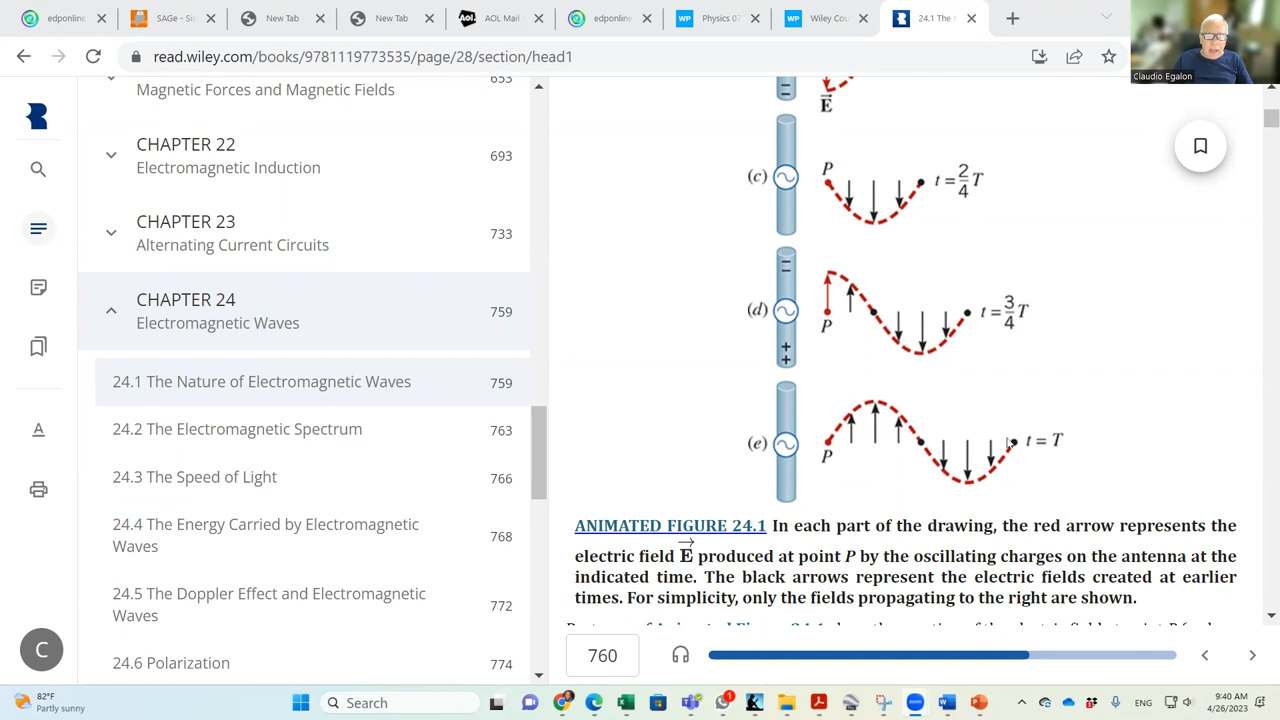 edponline
SAGe - Sis
New Tab
New Tab
Aol.
AOL Mail -
edponline
WP
Physics 07
WP
Wiley Cou
24.1 The N
read.wiley.com/books/9781119773535/page/28/section/head1
Claudio Egalon
653
Magnetic Forces and Magnetic Fields
CHAPTER 22
Electromagnetic Induction
693
CHAPTER 23
Alternating Current Circuits
733
CHAPTER 24
Electromagnetic Waves
759
24.1 The Nature of Electromagnetic Waves
759
24.2 The Electromagnetic Spectrum
763
24.3 The Speed of Light
766
24.4 The Energy Carried by Electromagnetic
Waves
768
24.5 The Doppler Effect and Electromagnetic
Waves
772
24.6 Polarization
774
A
C
E
(c) P t = 2/4 T
(d) P t = 3/4 T
(e) P t = T
ANIMATED FIGURE 24.1 In each part of the drawing, the red arrow represents the
electric field E produced at point P by the oscillating charges on the antenna at the
indicated time. The black arrows represent the electric fields created at earlier
times. For simplicity, only the fields propagating to the right are shown.
760
82°F
Partly sunny
Search
1
zoom
ENG
9:40 AM
4/26/2023